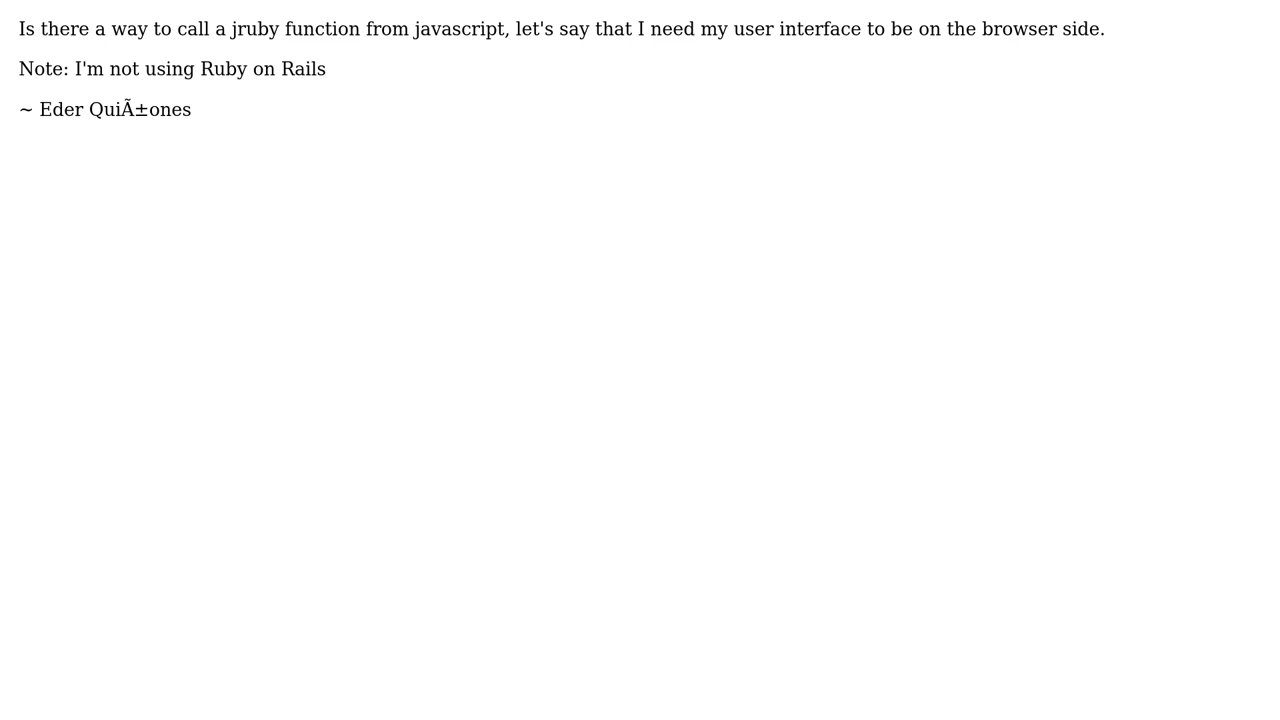 Is there a way to call a jruby function from javascript, let's say that I need my user interface to be on the browser side.
Note: I'm not using Ruby on Rails
~ Eder QuiÃ±ones